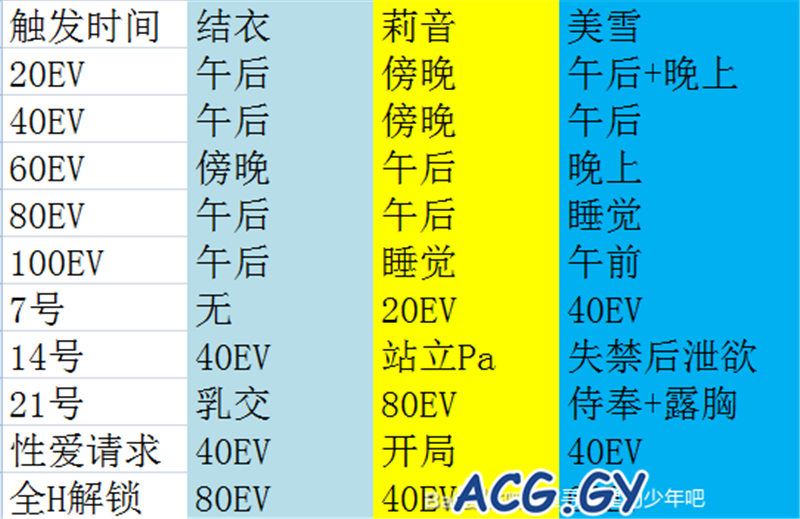 触发时间 结衣 莉音 美雪
20EV 午后 傍晚 午后+晚上
40EV 午后 傍晚 午后
60EV 傍晚 午后 晚上
80EV 午后 午后 睡觉
100EV 午后 睡觉 午前
7号 无 20EV 40EV
14号 40EV 站立Pa 失禁后泄欲
21号 乳交 80EV 侍奉+露胸
性爱请求 40EV 开局 40EV
全H解锁 80EV 40EV
ACG.GY
少年吧